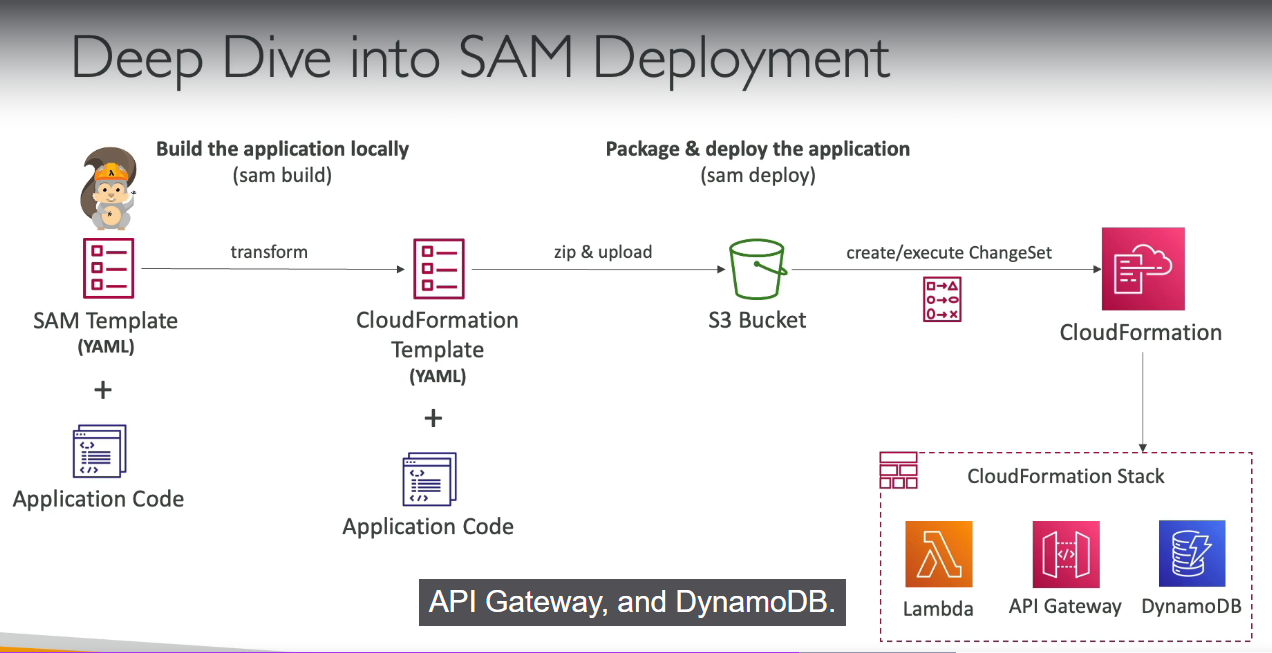 Deep Dive into SAM Deployment
Build the application locally
(sam build)
Package & deploy the application
(sam deploy)
transform
zip & upload
create/execute ChangeSet
SAM Template
(YAML)
+
Application Code
CloudFormation
Template
(YAML)
+
Application Code
S3 Bucket
CloudFormation
CloudFormation Stack
Lambda
API Gateway
DynamoDB
API Gateway, and DynamoDB.